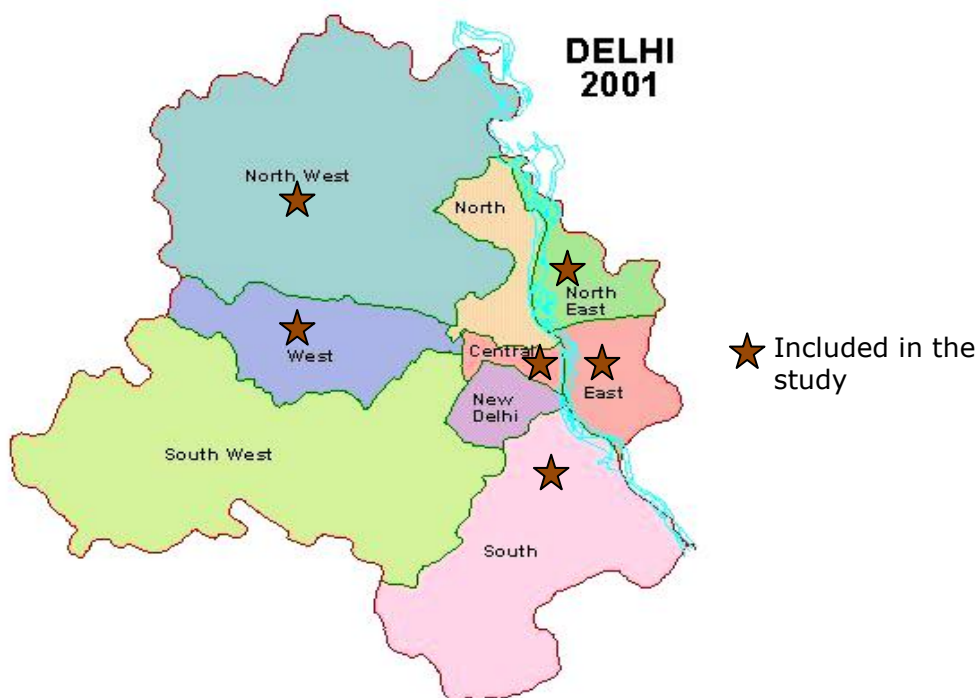 DELHI
2001
North West
North
North
East
West
Central
East
New
Delhi
South West
South
Included in the
study